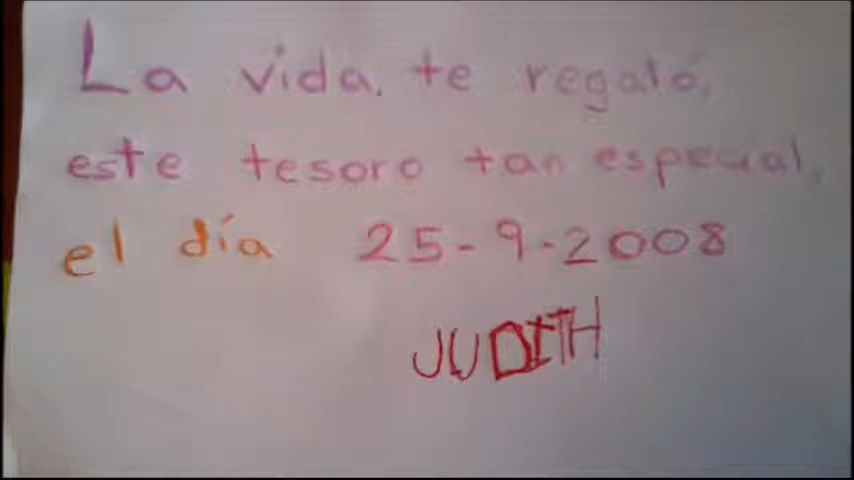 La vida, te regaló,
este tesoro tan especial,
el día 25-9-2008
JUDITH